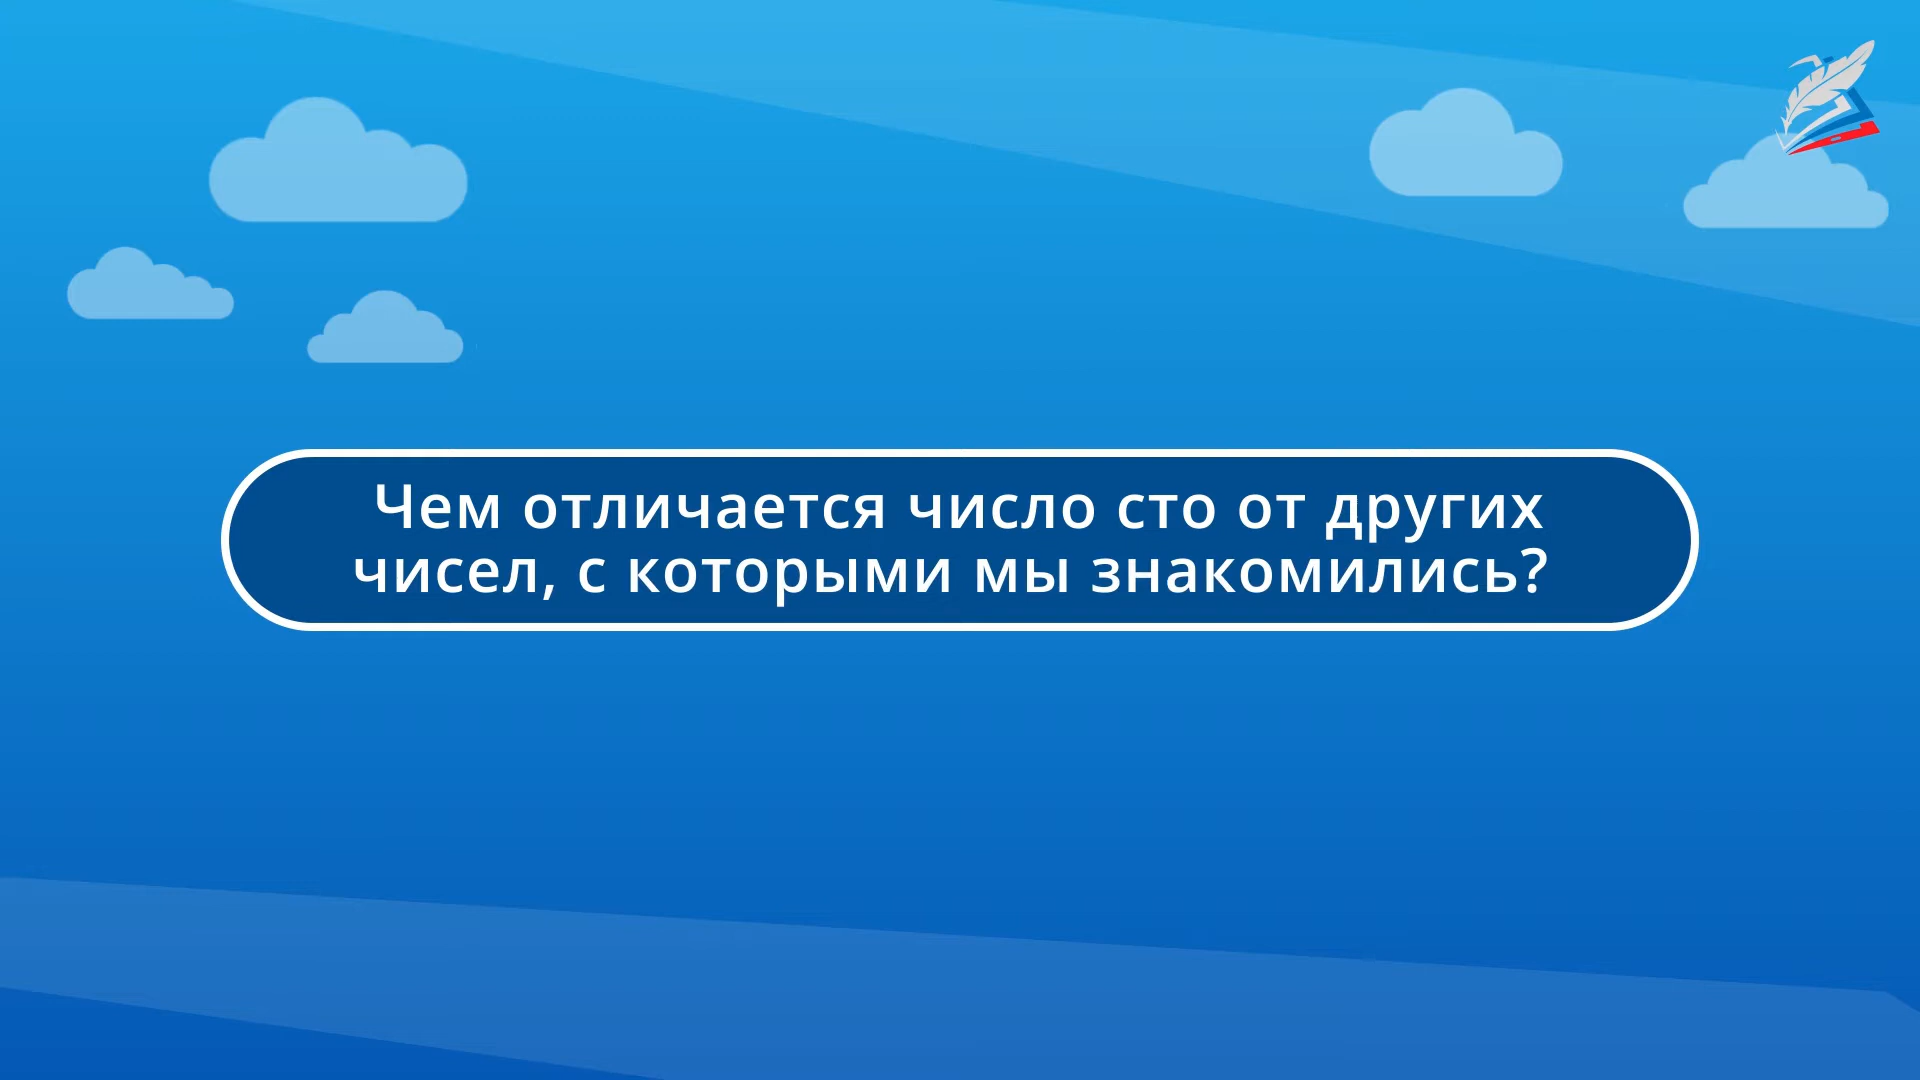 Чем отличается число сто от других
чисел, с которыми мы знакомились?